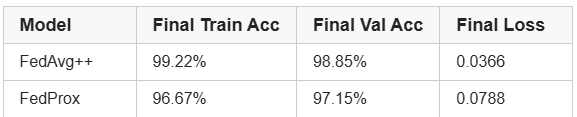 Model Final Train Acc Final Val Acc Final Loss
FedAvg++ 99.22% 98.85% 0.0366
FedProx 96.67% 97.15% 0.0788